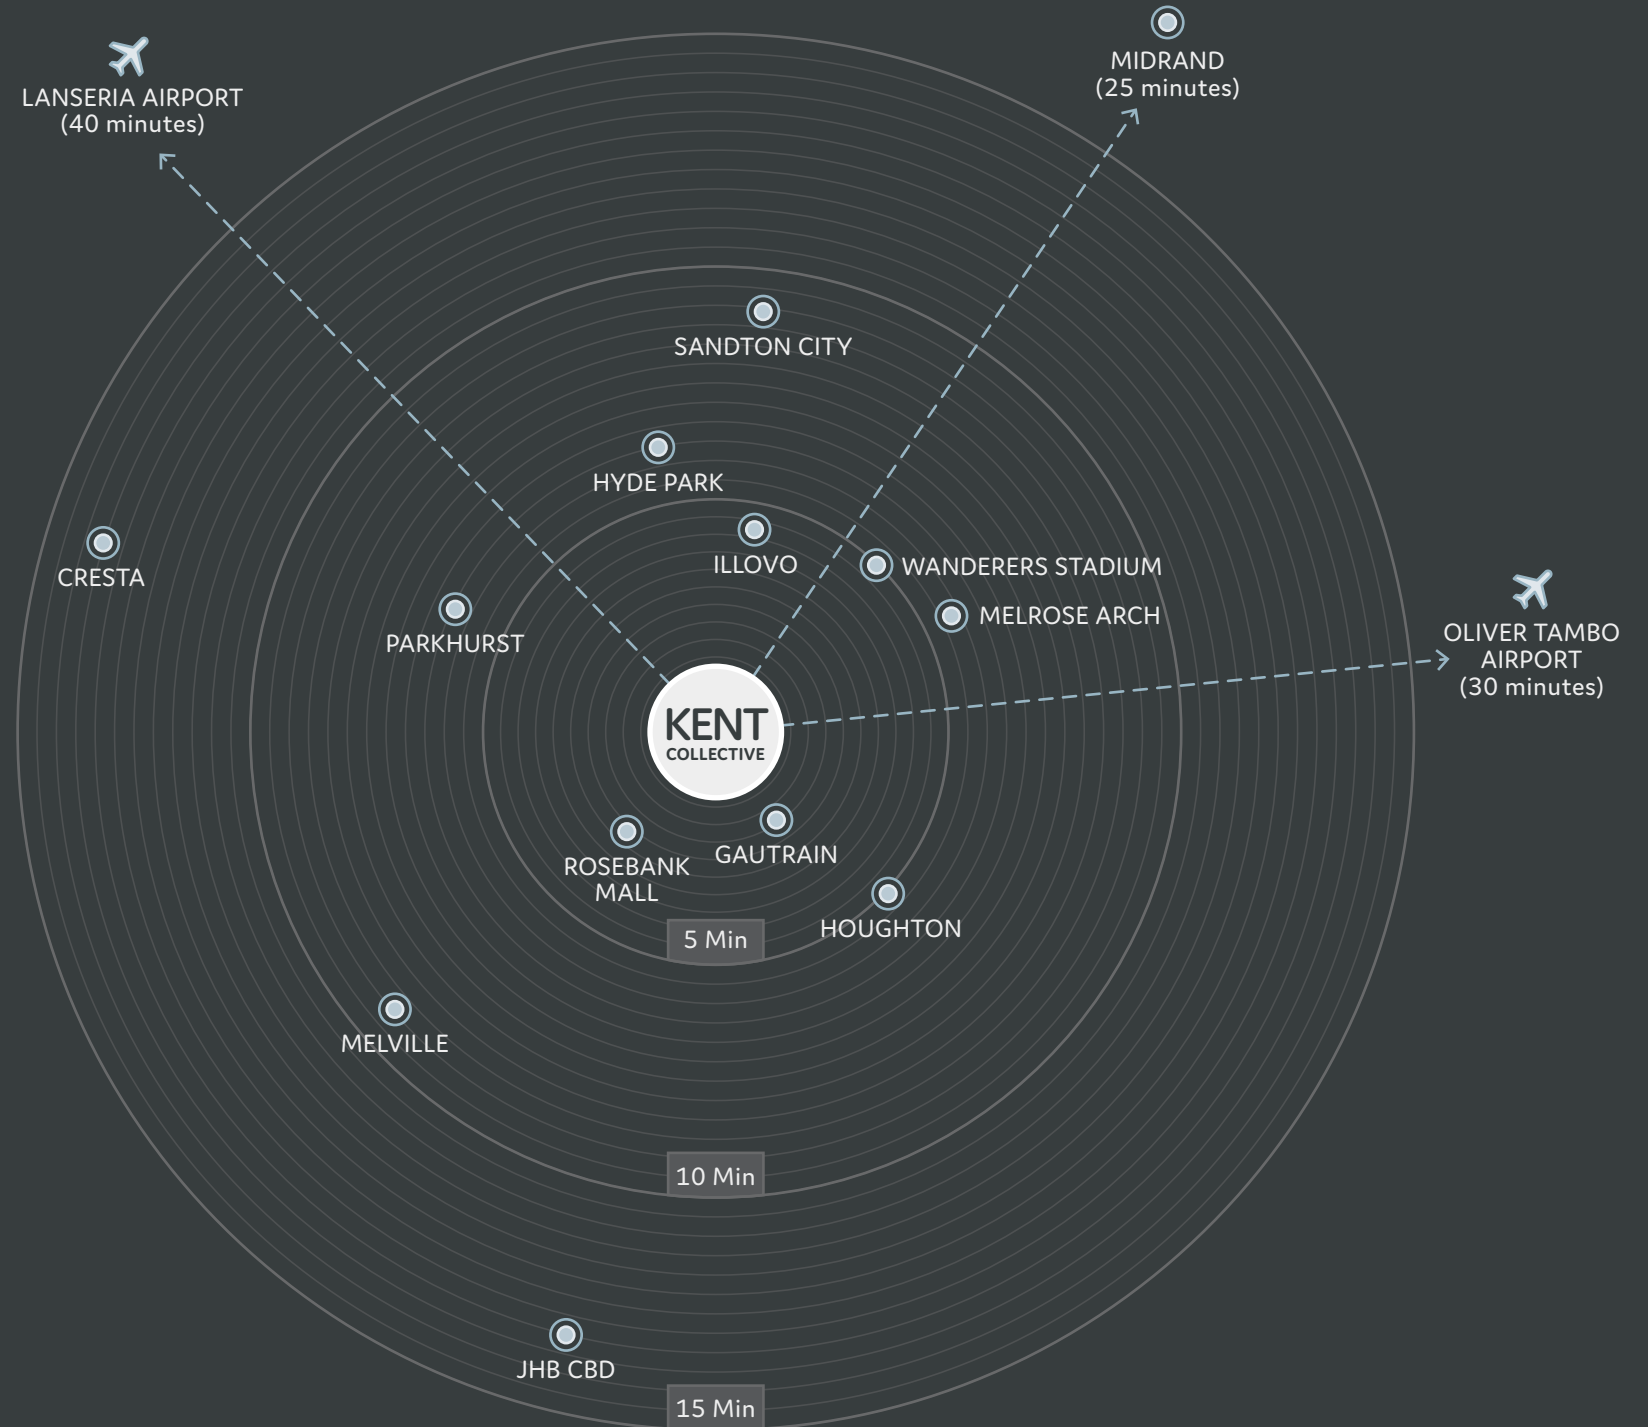 MIDRAND
(25 minutes)
LANSERIA AIRPORT
(40 minutes)
SANDTON CITY
HYDE PARK
ILLOVO
WANDERERS STADIUM
CRESTA
PARKHURST
MELROSE ARCH
OLIVER TAMBO
AIRPORT
(30 minutes)
KENT
COLLECTIVE
ROSEBANK
MALL
GAUTRAIN
HOUGHTON
5 Min
MELVILLE
10 Min
JHB CBD
15 Min